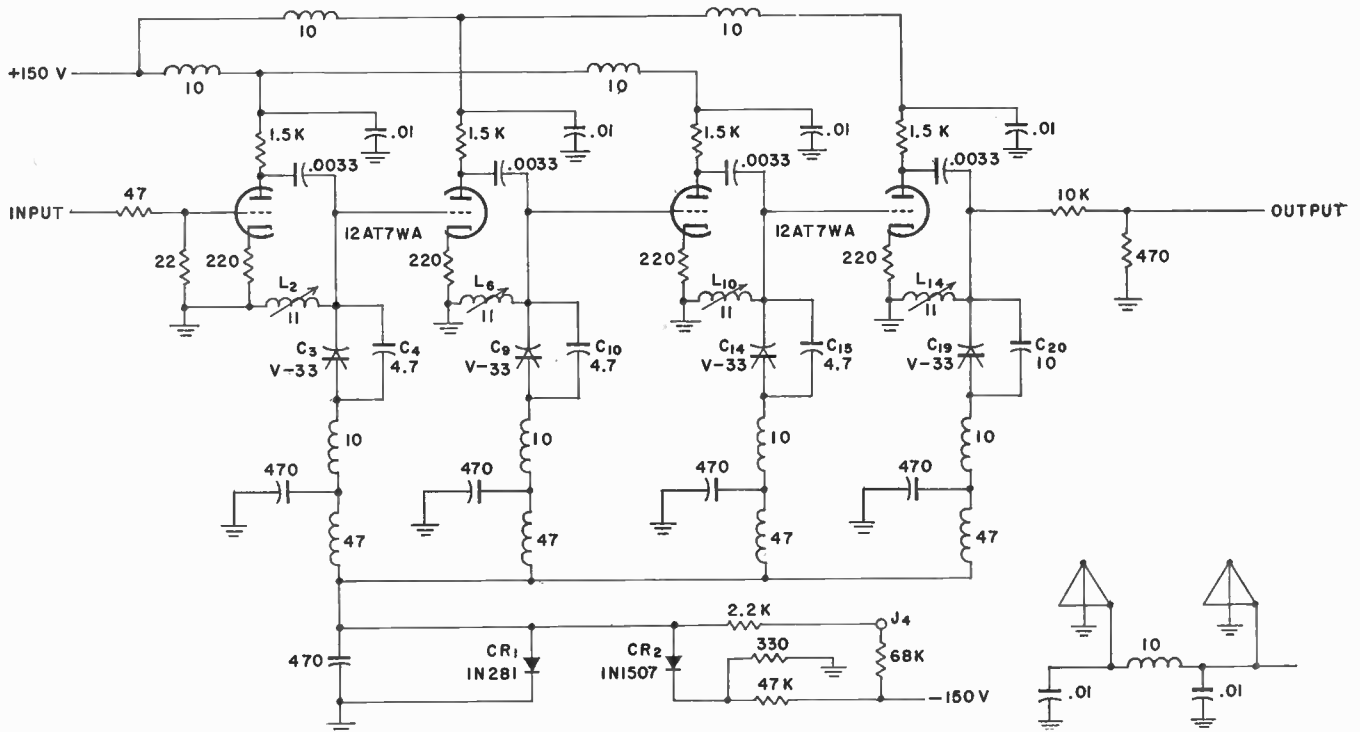 10
10
+150 V
10
10
1.5 K
.01
1.5 K
.01
1.5 K
.01
1.5 K
.01
.0033
.0033
.0033
.0033
INPUT
47
12AT7WA
12AT7WA
10K
OUTPUT
22
220
220
220
220
470
L2
11
L6
11
L10
11
L14
11
C3
V-33
C4
4.7
C9
V-33
C10
4.7
C14
V-33
C15
4.7
C19
V-33
C20
10
10
10
10
10
470
470
470
470
47
47
47
47
2.2 K
J4
470
CR1
1N281
CR2
1N1507
330
68K
47 K
-150 V
10
.01
.01